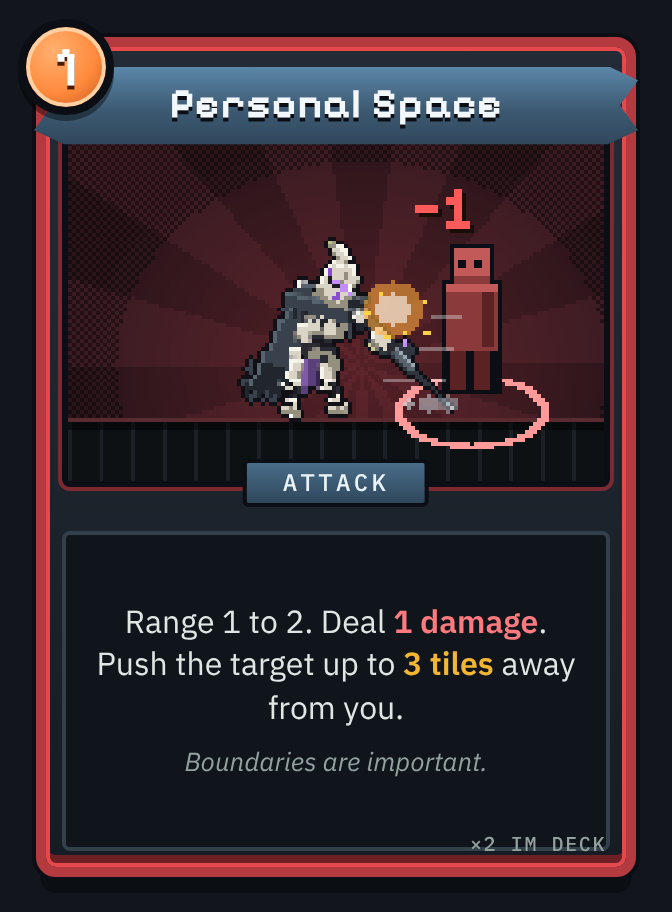 1
Personal Space
-1
ATTACK
Range 1 to 2. Deal 1 damage.
Push the target up to 3 tiles away
from you.
Boundaries are important.
×2 IM DECK